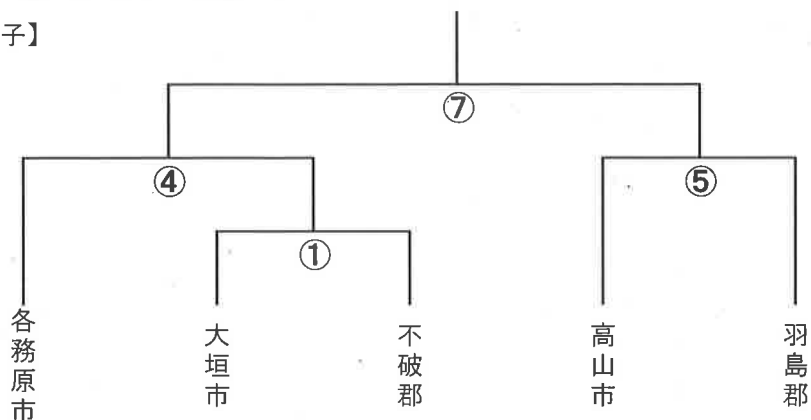 子】
⑦
④
⑤
①
各務原市
大垣市
不破郡
高山市
羽島郡